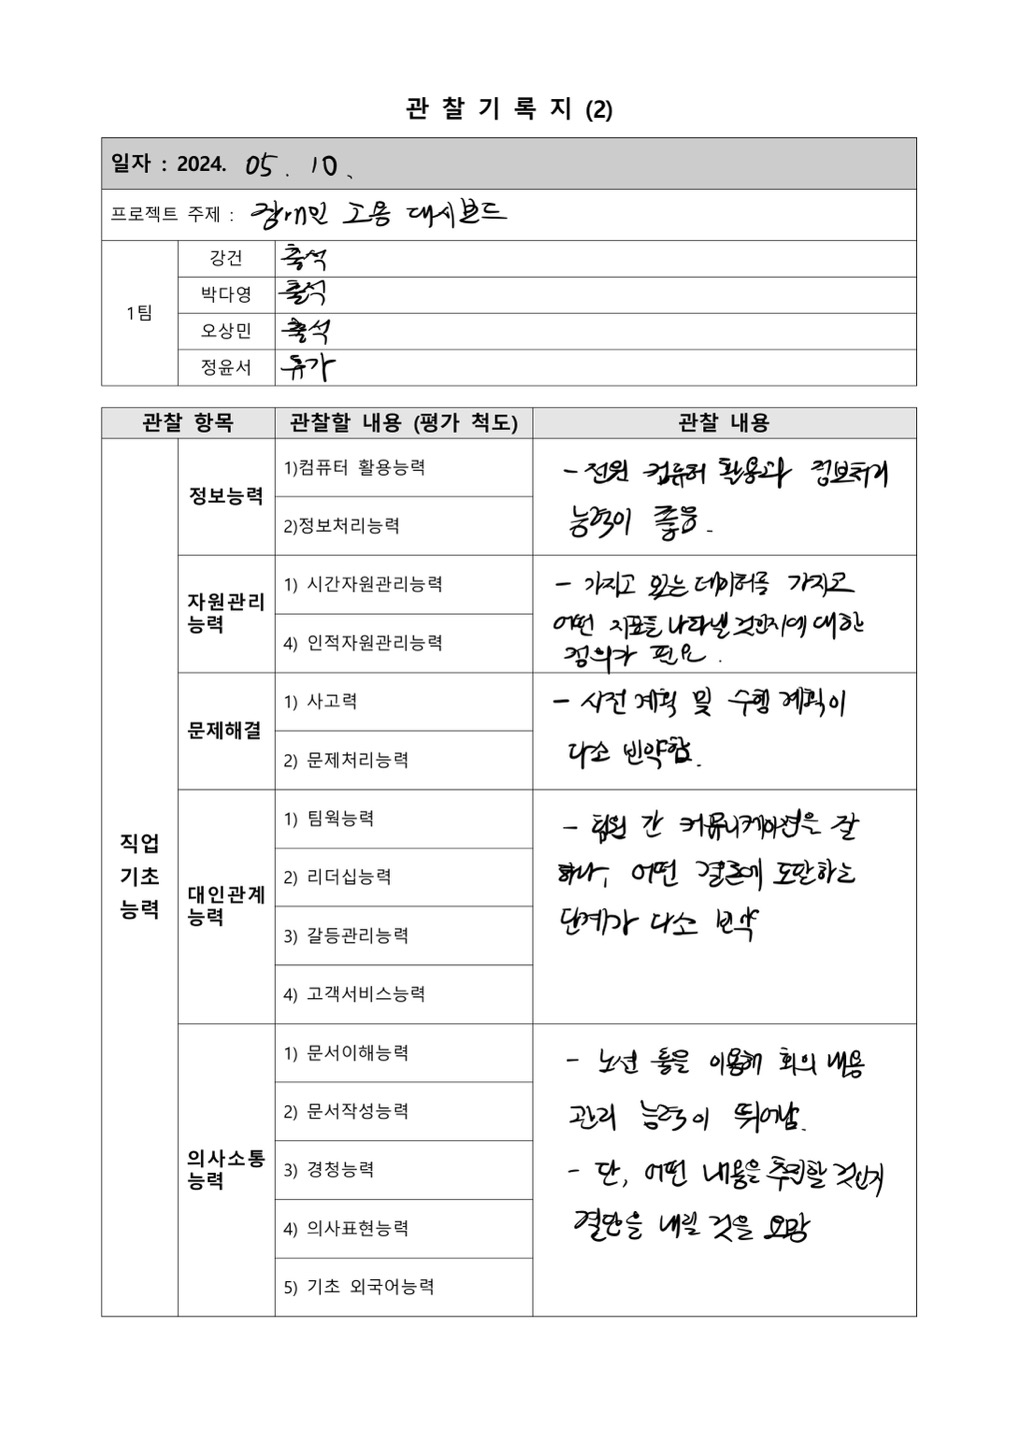 관 찰 기 록 지 (2)
일자 : 2024. 05. 10.
프로젝트 주제 : 장애인 고용 대시보드
1팀
강건 출석
박다영 출석
오상민 출석
정윤서 휴가
관찰 항목 관찰할 내용 (평가 척도) 관찰 내용
직업
기초
능력
정보능력
1)컴퓨터 활용능력
2)정보처리능력
- 전원 컴퓨터 활용과 정보처리
능력이 좋음.
자원관리
능력
1) 시간자원관리능력
4) 인적자원관리능력
- 가지고 있는 데이터를 가지고
어떤 지표를 나타낼 것인지에 대한
정의가 필요.
문제해결
1) 사고력
2) 문제처리능력
- 사전 계획 및 수행 계획이
다소 빈약함.
대인관계
능력
1) 팀웍능력
2) 리더십능력
3) 갈등관리능력
4) 고객서비스능력
- 팀원 간 커뮤니케이션은 잘
하나, 어떤 결론에 도달하는
단계가 다소 빈약
의사소통
능력
1) 문서이해능력
2) 문서작성능력
3) 경청능력
4) 의사표현능력
5) 기초 외국어능력
- 노션 툴을 이용해 회의 내용
관리 능력이 뛰어남.
- 단, 어떤 내용을 추진할 것인지
결단을 내릴 것을 요망